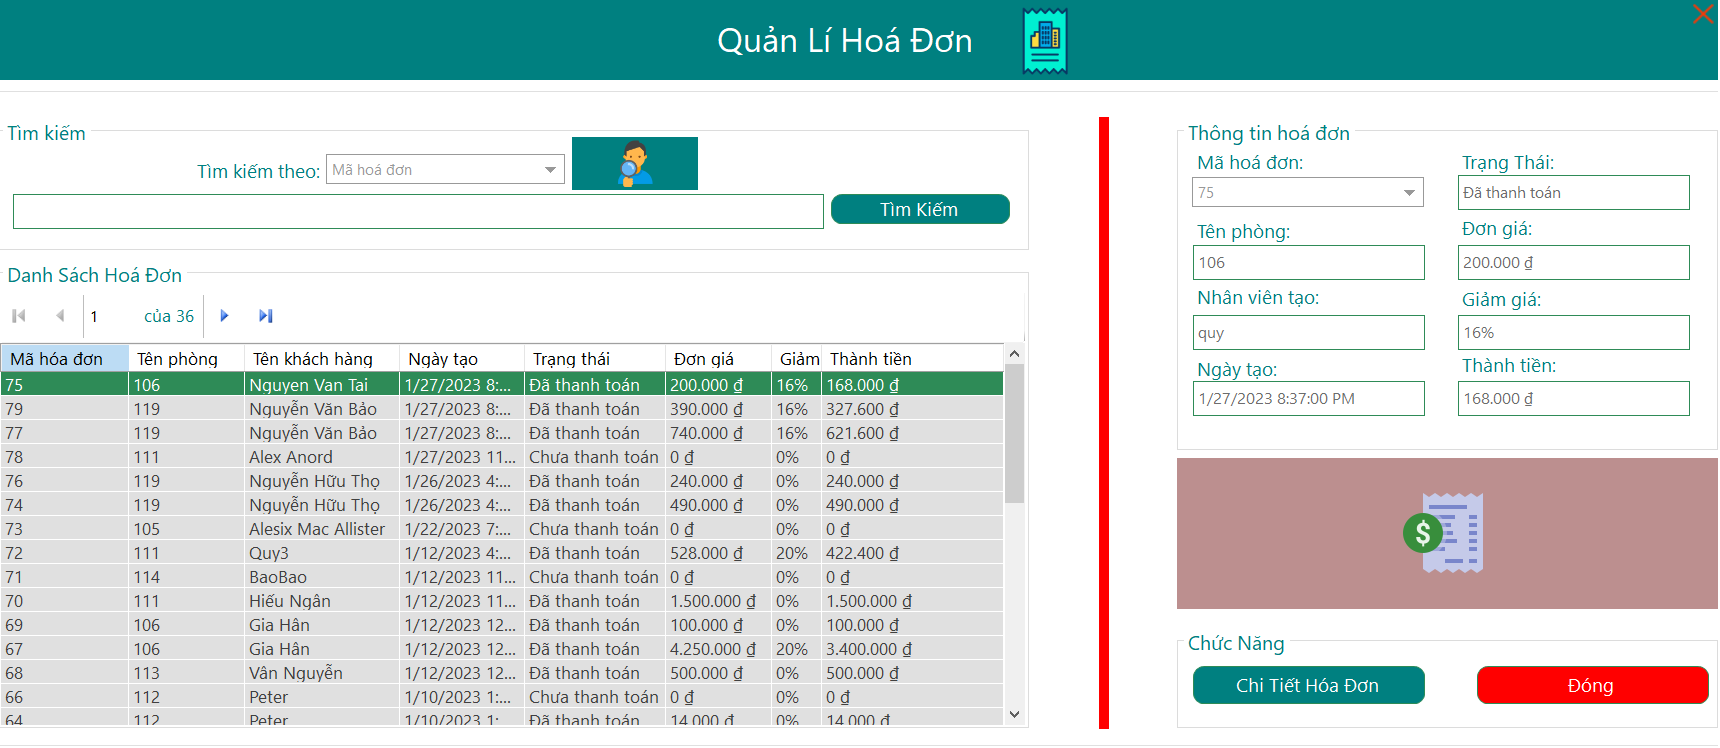 Quản Lí Hoá Đơn
Tìm kiếm
Tìm kiếm theo: Mã hoá đơn
Tìm Kiếm
Danh Sách Hoá Đơn
1 của 36
Mã hóa đơn Tên phòng Tên khách hàng Ngày tạo Trạng thái Đơn giá Giảm Thành tiền
75 106 Nguyen Van Tai 1/27/2023 8:... Đã thanh toán 200.000 ₫ 16% 168.000 ₫
79 119 Nguyễn Văn Bảo 1/27/2023 8:... Đã thanh toán 390.000 ₫ 16% 327.600 ₫
77 119 Nguyễn Văn Bảo 1/27/2023 8:... Đã thanh toán 740.000 ₫ 16% 621.600 ₫
78 111 Alex Anord 1/27/2023 11... Chưa thanh toán 0 ₫ 0% 0 ₫
76 119 Nguyễn Hữu Thọ 1/26/2023 4:... Đã thanh toán 240.000 ₫ 0% 240.000 ₫
74 119 Nguyễn Hữu Thọ 1/26/2023 4:... Đã thanh toán 490.000 ₫ 0% 490.000 ₫
73 105 Alesix Mac Allister 1/22/2023 7:... Chưa thanh toán 0 ₫ 0% 0 ₫
72 111 Quy3 1/12/2023 4:... Đã thanh toán 528.000 ₫ 20% 422.400 ₫
71 114 BaoBao 1/12/2023 11... Chưa thanh toán 0 ₫ 0% 0 ₫
70 111 Hiếu Ngân 1/12/2023 11... Đã thanh toán 1.500.000 ₫ 0% 1.500.000 ₫
69 106 Gia Hân 1/12/2023 12... Đã thanh toán 100.000 ₫ 0% 100.000 ₫
67 106 Gia Hân 1/12/2023 12... Đã thanh toán 4.250.000 ₫ 20% 3.400.000 ₫
68 113 Vân Nguyễn 1/12/2023 12... Đã thanh toán 500.000 ₫ 0% 500.000 ₫
66 112 Peter 1/10/2023 1:... Chưa thanh toán 0 ₫ 0% 0 ₫
64 112 Peter 1/10/2023 1:... Đã thanh toán 14.000 ₫ 0% 14.000 ₫
Thông tin hoá đơn
Mã hoá đơn: Trạng Thái:
75 Đã thanh toán
Tên phòng: Đơn giá:
106 200.000 ₫
Nhân viên tạo: Giảm giá:
quy 16%
Ngày tạo: Thành tiền:
1/27/2023 8:37:00 PM 168.000 ₫
$
Chức Năng
Chi Tiết Hóa Đơn Đóng